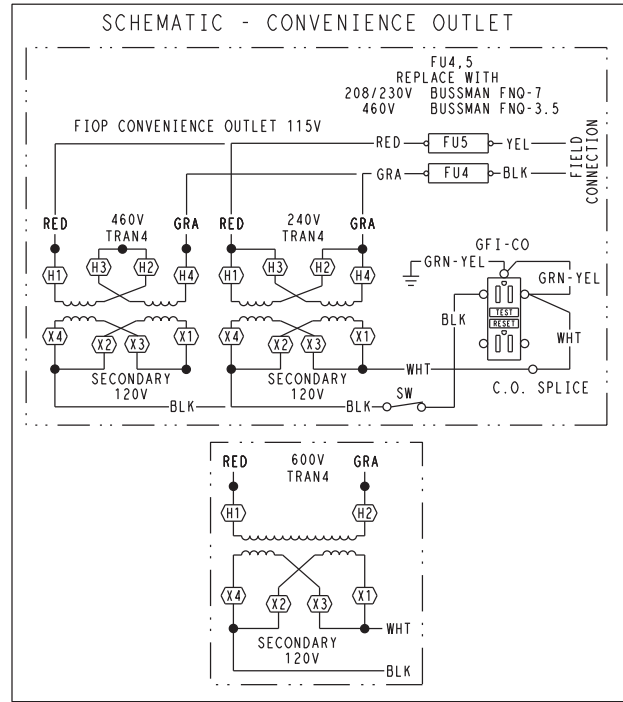 SCHEMATIC - CONVENIENCE OUTLET
FU4,5
REPLACE WITH
208/230V BUSSMAN FNQ-7
460V BUSSMAN FNQ-3.5
FIOP CONVENIENCE OUTLET 115V
RED FU5 YEL
GRA FU4 BLK
FIELD CONNECTION
RED 460V TRAN4 GRA
H1 H3 H2 H4
X4 X2 X3 X1
SECONDARY 120V
BLK
RED 240V TRAN4 GRA
H1 H3 H2 H4
X4 X2 X3 X1
SECONDARY 120V
WHT
BLK SW
GFI-CO
GRN-YEL
GRN-YEL
BLK
TEST
RESET
WHT
C.O. SPLICE
RED 600V TRAN4 GRA
H1 H2
X4 X2 X3 X1
WHT
SECONDARY 120V
BLK